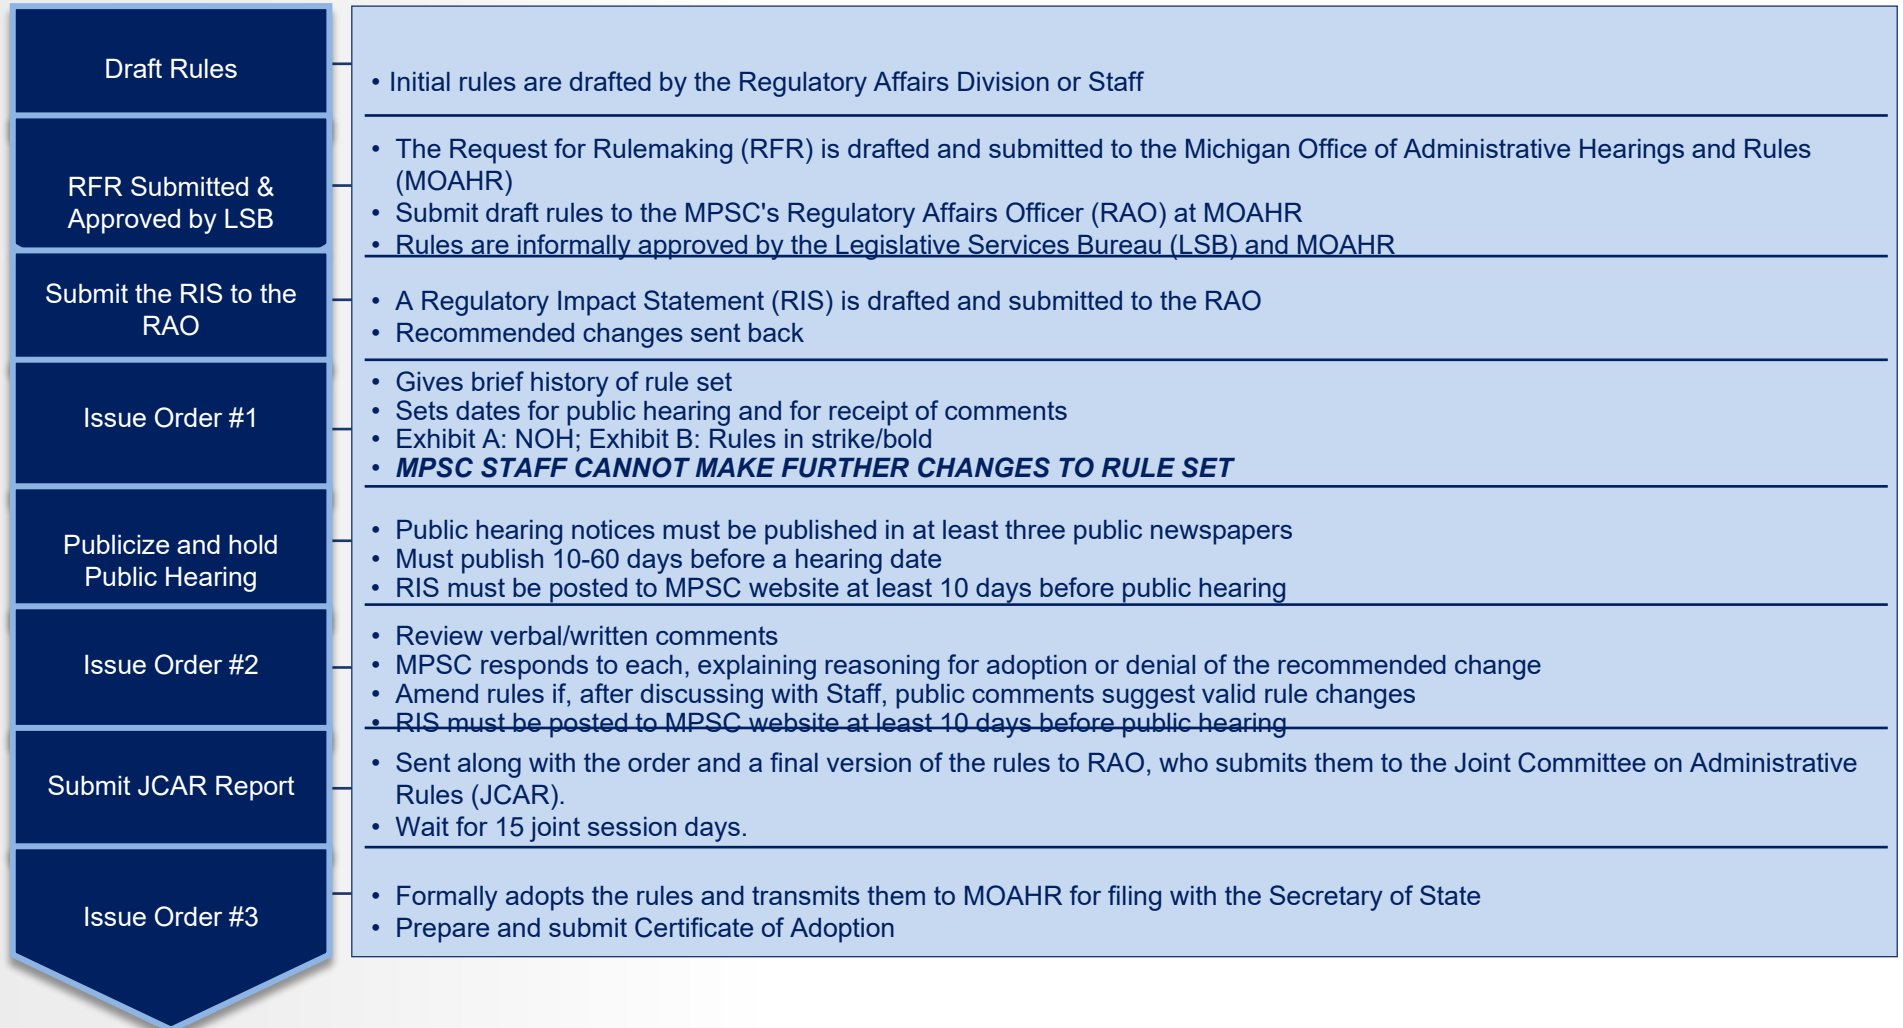 Draft Rules
• Initial rules are drafted by the Regulatory Affairs Division or Staff
RFR Submitted &
Approved by LSB
• The Request for Rulemaking (RFR) is drafted and submitted to the Michigan Office of Administrative Hearings and Rules
(MOAHR)
• Submit draft rules to the MPSC's Regulatory Affairs Officer (RAO) at MOAHR
• Rules are informally approved by the Legislative Services Bureau (LSB) and MOAHR
Submit the RIS to the
RAO
• A Regulatory Impact Statement (RIS) is drafted and submitted to the RAO
• Recommended changes sent back
Issue Order #1
• Gives brief history of rule set
• Sets dates for public hearing and for receipt of comments
• Exhibit A: NOH; Exhibit B: Rules in strike/bold
• MPSC STAFF CANNOT MAKE FURTHER CHANGES TO RULE SET
Publicize and hold
Public Hearing
• Public hearing notices must be published in at least three public newspapers
• Must publish 10-60 days before a hearing date
• RIS must be posted to MPSC website at least 10 days before public hearing
Issue Order #2
• Review verbal/written comments
• MPSC responds to each, explaining reasoning for adoption or denial of the recommended change
• Amend rules if, after discussing with Staff, public comments suggest valid rule changes
• RIS must be posted to MPSC website at least 10 days before public hearing
Submit JCAR Report
• Sent along with the order and a final version of the rules to RAO, who submits them to the Joint Committee on Administrative
Rules (JCAR).
• Wait for 15 joint session days.
Issue Order #3
• Formally adopts the rules and transmits them to MOAHR for filing with the Secretary of State
• Prepare and submit Certificate of Adoption